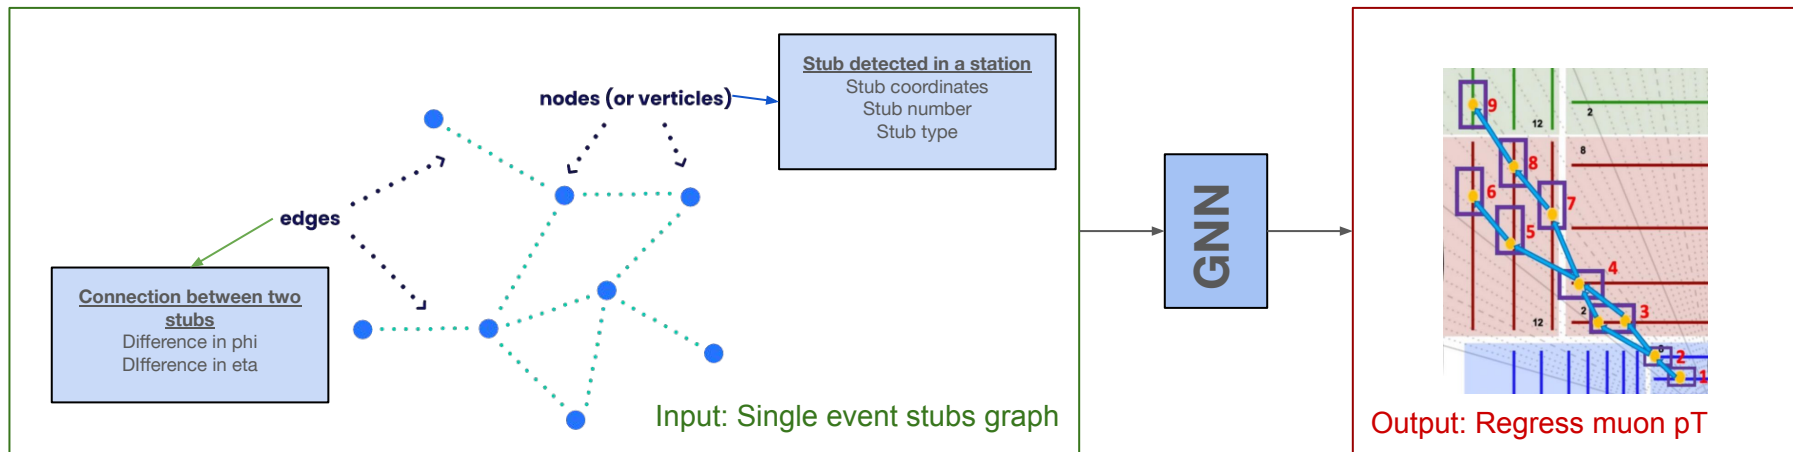 Stub detected in a station
Stub coordinates
Stub number
Stub type
nodes (or verticles)
edges
Connection between two
stubs
Difference in phi
DIfference in eta
Input: Single event stubs graph
GNN
9
2
12
8
8
6
7
5
4
2
3
12
2
1
Output: Regress muon pT